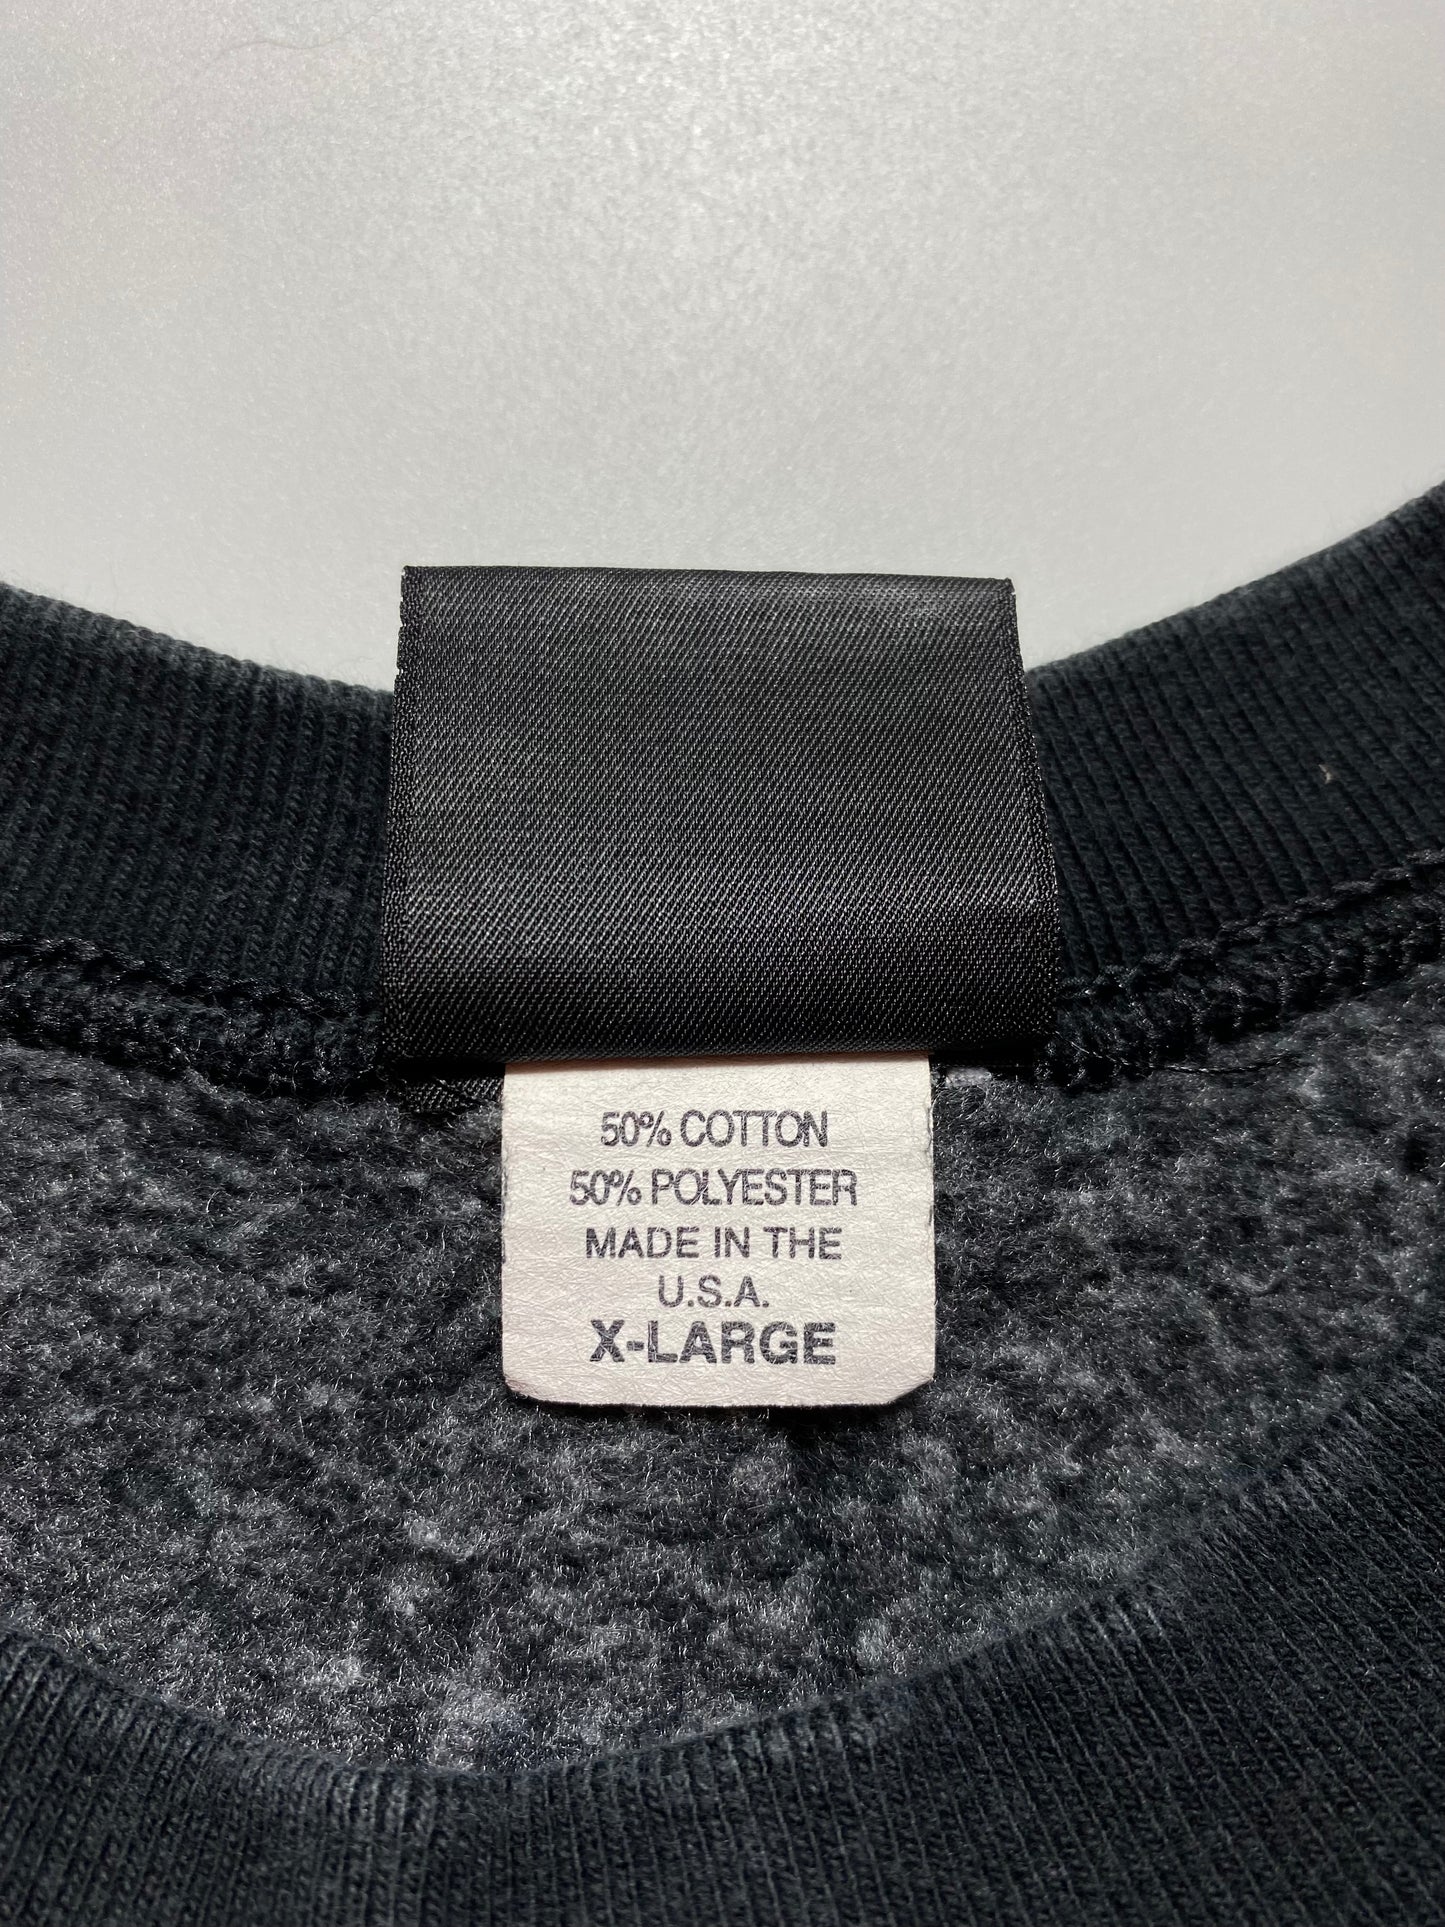 50% COTTON
50% POLYESTER
MADE IN THE
U.S.A.
X-LARGE